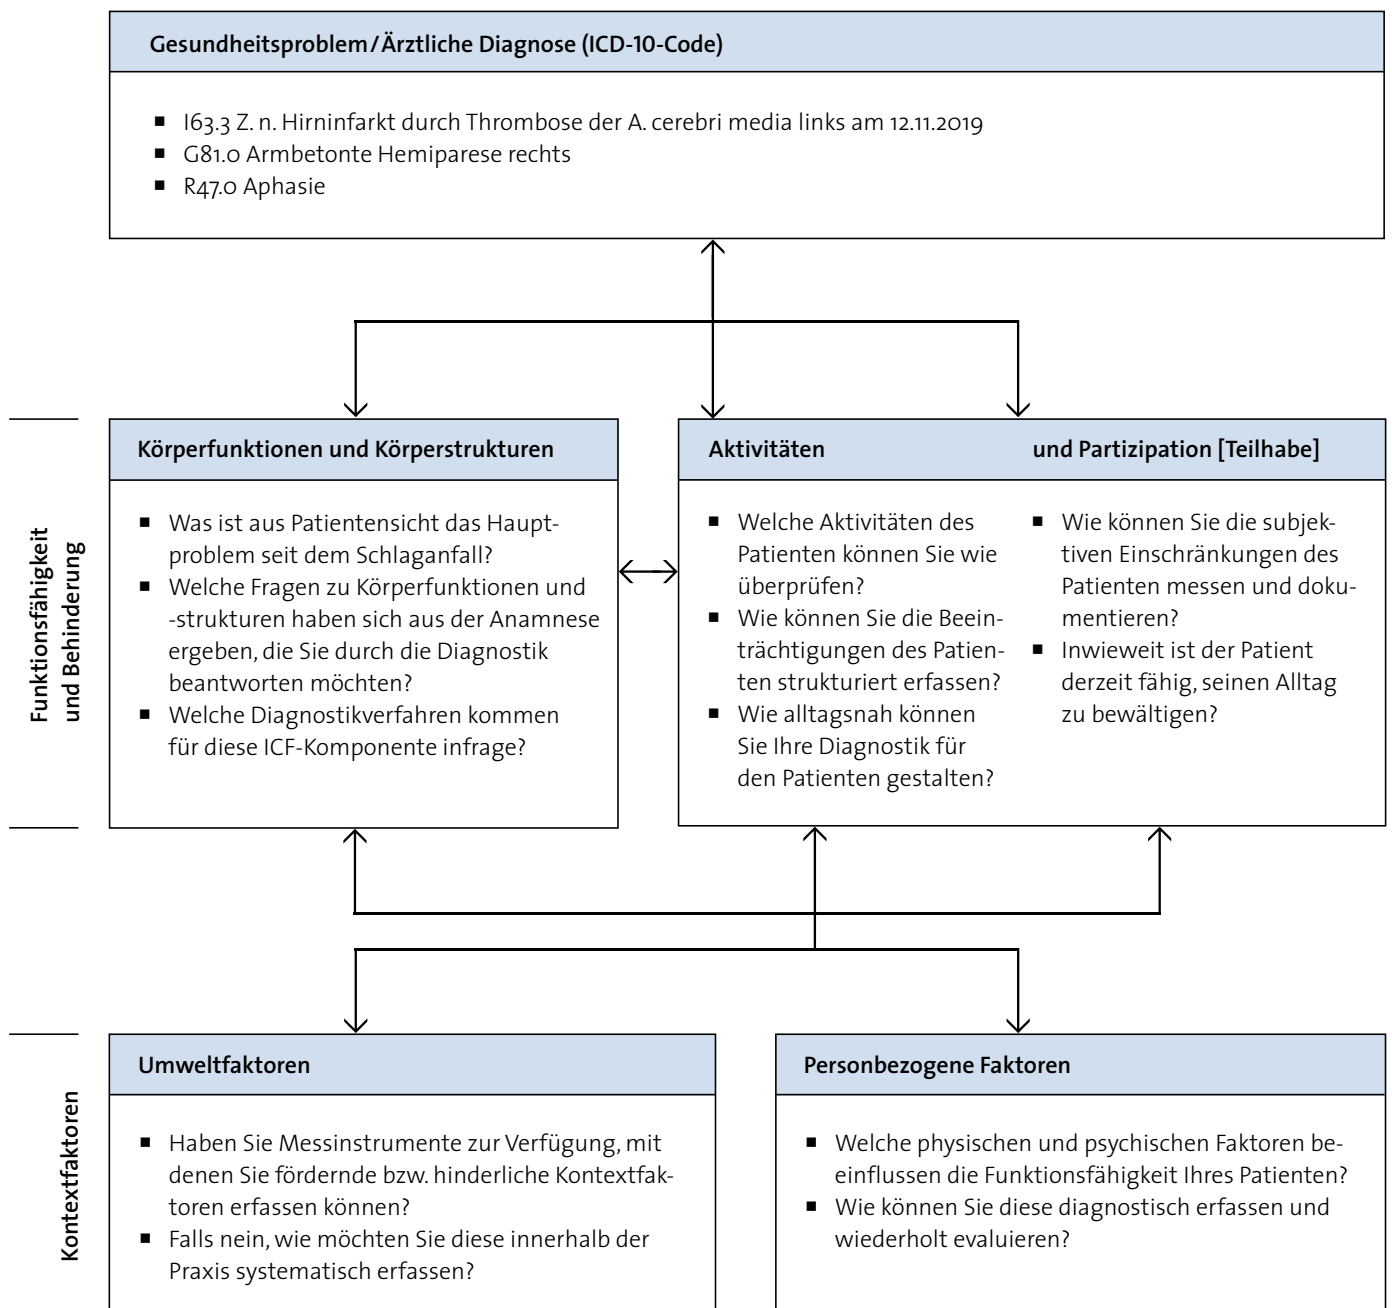 Gesundheitsproblem/Ärztliche Diagnose (ICD-10-Code)
▪ I63.3 Z. n. Hirninfarkt durch Thrombose der A. cerebri media links am 12.11.2019
▪ G81.0 Armbetonte Hemiparese rechts
▪ R47.0 Aphasie
Funktionsfähigkeit
und Behinderung
Körperfunktionen und Körperstrukturen
▪ Was ist aus Patientensicht das Haupt-
problem seit dem Schlaganfall?
▪ Welche Fragen zu Körperfunktionen und
-strukturen haben sich aus der Anamnese
ergeben, die Sie durch die Diagnostik
beantworten möchten?
▪ Welche Diagnostikverfahren kommen
für diese ICF-Komponente infrage?
Aktivitäten
▪ Welche Aktivitäten des
Patienten können Sie wie
überprüfen?
▪ Wie können Sie die Beein-
trächtigungen des Patien-
ten strukturiert erfassen?
▪ Wie alltagsnah können
Sie Ihre Diagnostik für
den Patienten gestalten?
und Partizipation [Teilhabe]
▪ Wie können Sie die subjek-
tiven Einschränkungen des
Patienten messen und doku-
mentieren?
▪ Inwieweit ist der Patient
derzeit fähig, seinen Alltag
zu bewältigen?
Kontextfaktoren
Umweltfaktoren
▪ Haben Sie Messinstrumente zur Verfügung, mit
denen Sie fördernde bzw. hinderliche Kontextfak-
toren erfassen können?
▪ Falls nein, wie möchten Sie diese innerhalb der
Praxis systematisch erfassen?
Personbezogene Faktoren
▪ Welche physischen und psychischen Faktoren be-
einflussen die Funktionsfähigkeit Ihres Patienten?
▪ Wie können Sie diese diagnostisch erfassen und
wiederholt evaluieren?